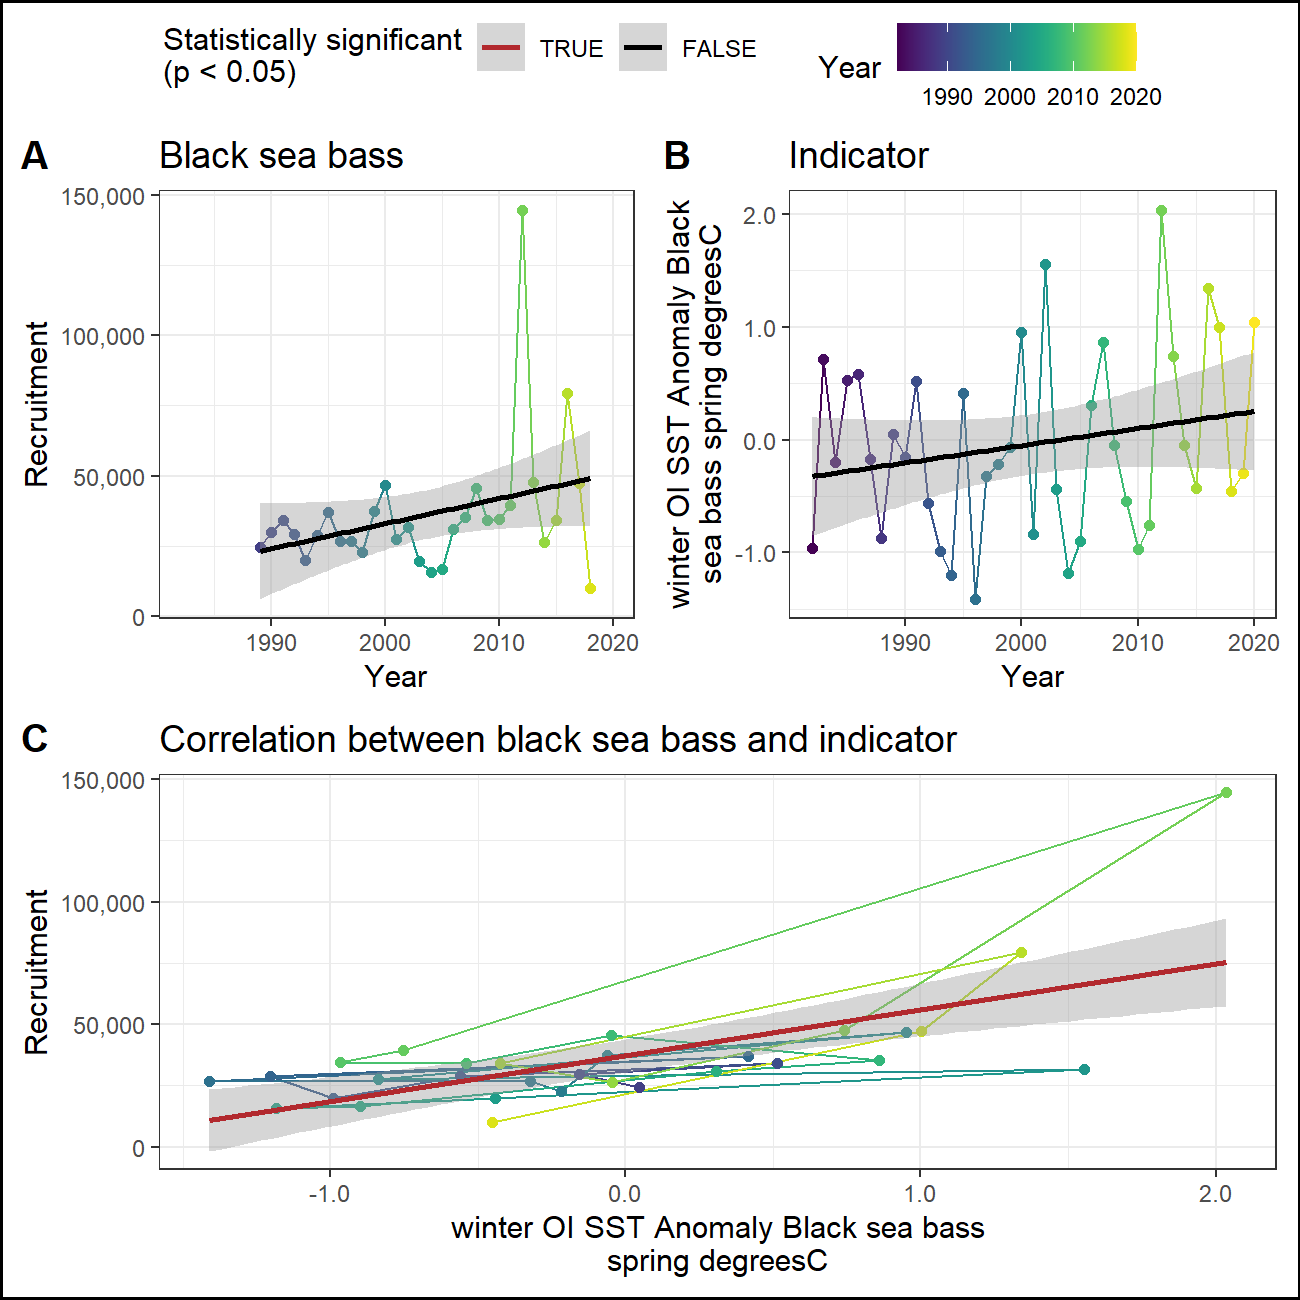 Statistically significant
(p < 0.05)
TRUE
FALSE
Year
1990 2000 2010 2020
A Black sea bass
150,000
100,000
50,000
0
Recruitment
1990 2000 2010 2020
Year
B Indicator
winter OI SST Anomaly Black
sea bass spring degreesC
2.0
1.0
0.0
-1.0
1990 2000 2010 2020
Year
C Correlation between black sea bass and indicator
150,000
100,000
50,000
0
Recruitment
-1.0 0.0 1.0 2.0
winter OI SST Anomaly Black sea bass
spring degreesC